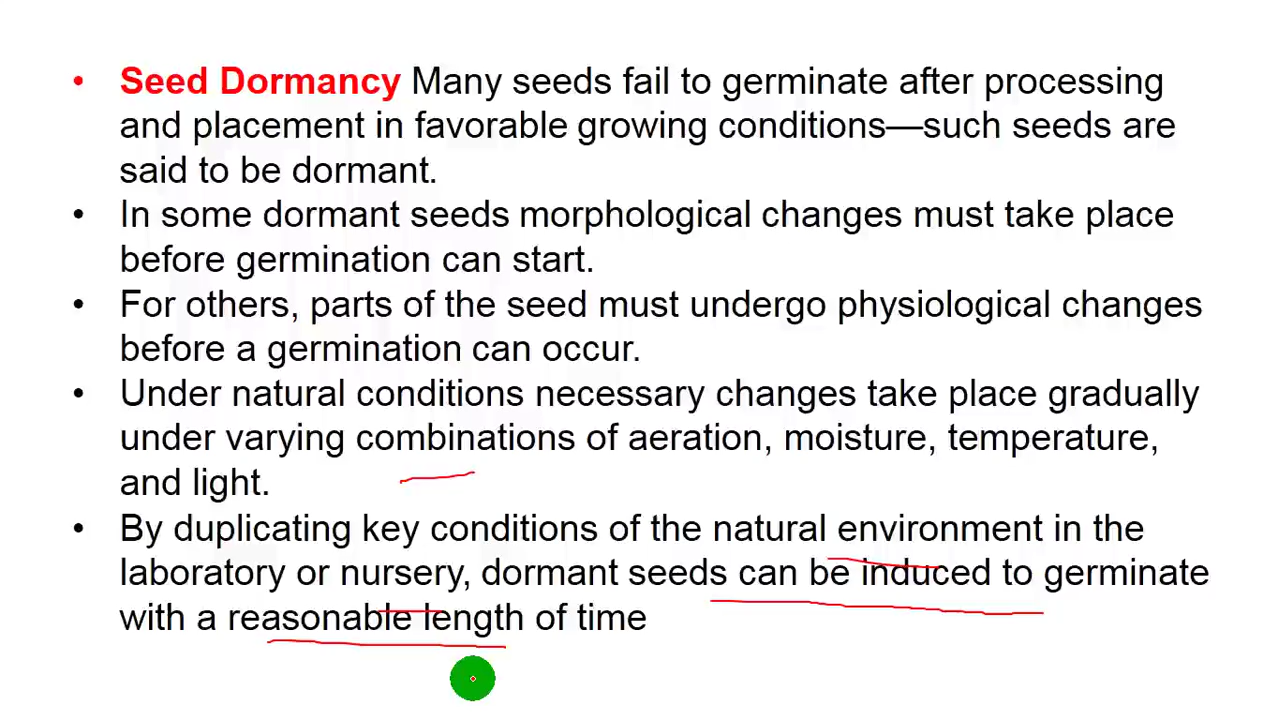 • Seed Dormancy Many seeds fail to germinate after processing
and placement in favorable growing conditions—such seeds are
said to be dormant.
• In some dormant seeds morphological changes must take place
before germination can start.
• For others, parts of the seed must undergo physiological changes
before a germination can occur.
• Under natural conditions necessary changes take place gradually
under varying combinations of aeration, moisture, temperature,
and light.
• By duplicating key conditions of the natural environment in the
laboratory or nursery, dormant seeds can be induced to germinate
with a reasonable length of time